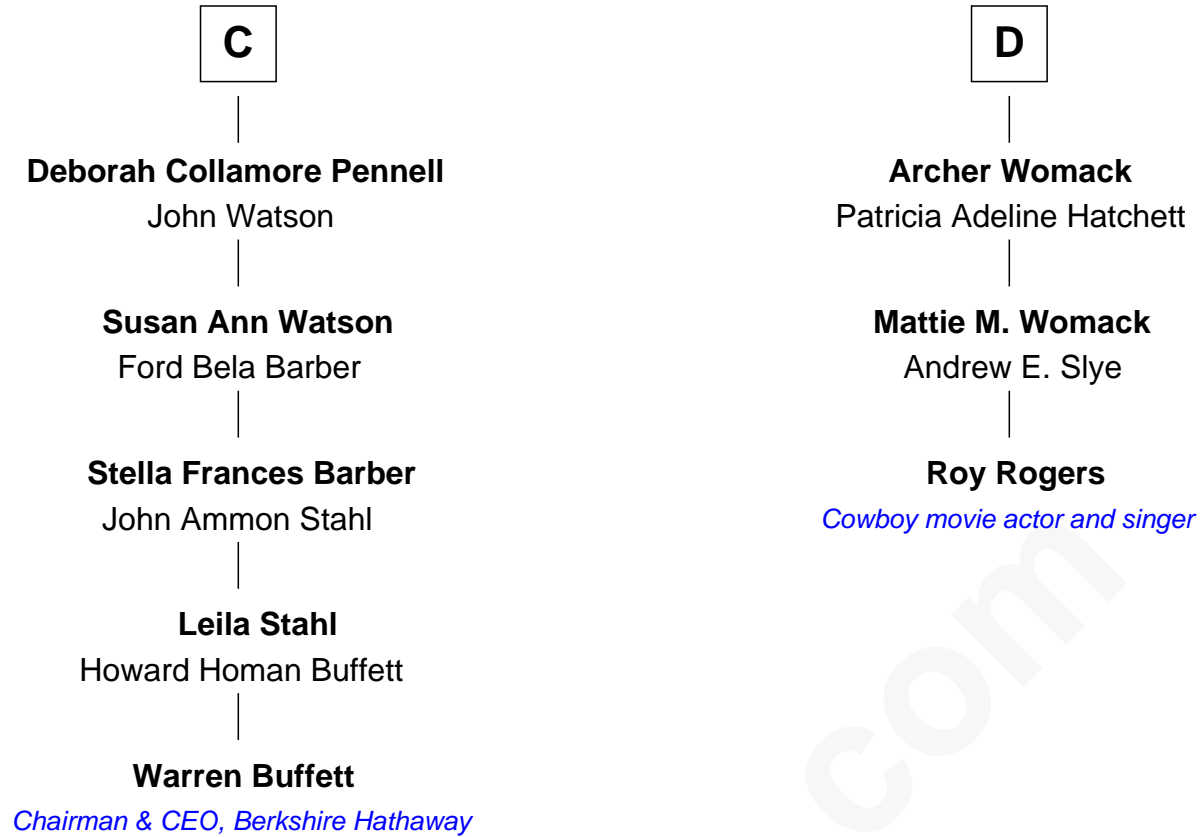 C
Deborah Collamore Pennell
John Watson
Susan Ann Watson
Ford Bela Barber
Stella Frances Barber
John Ammon Stahl
Leila Stahl
Howard Homan Buffett
Warren Buffett
Chairman & CEO, Berkshire Hathaway
D
Archer Womack
Patricia Adeline Hatchett
Mattie M. Womack
Andrew E. Slye
Roy Rogers
Cowboy movie actor and singer
com